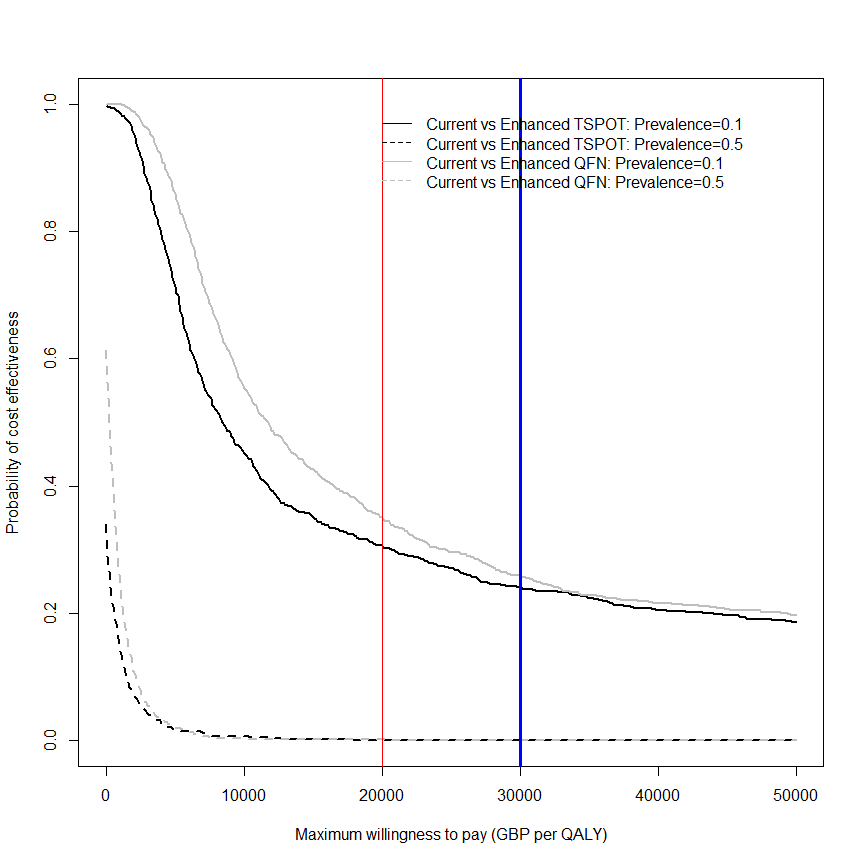 Current vs Enhanced TSPOT: Prevalence=0.1
Current vs Enhanced TSPOT: Prevalence=0.5
Current vs Enhanced QFN: Prevalence=0.1
Current vs Enhanced QFN: Prevalence=0.5
Probability of cost effectiveness
1.0
0.8
0.6
0.4
0.2
0.0
0 10000 20000 30000 40000 50000
Maximum willingness to pay (GBP per QALY)